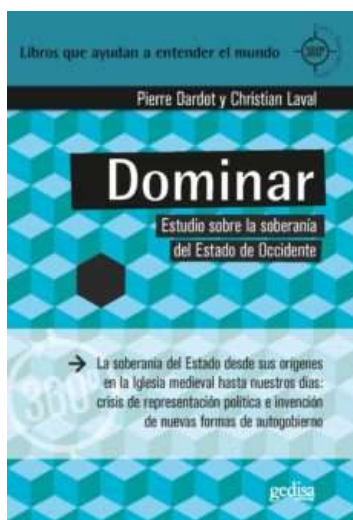 Libros que ayudan a entender el mundo
360º
Pierre Dardot y Christian Laval
Dominar
Estudio sobre la soberanía
del Estado de Occidente
→ La soberanía del Estado desde sus orígenes
en la Iglesia medieval hasta nuestros días:
crisis de representación política e invención
de nuevas formas de autogobierno
360º
gedisa